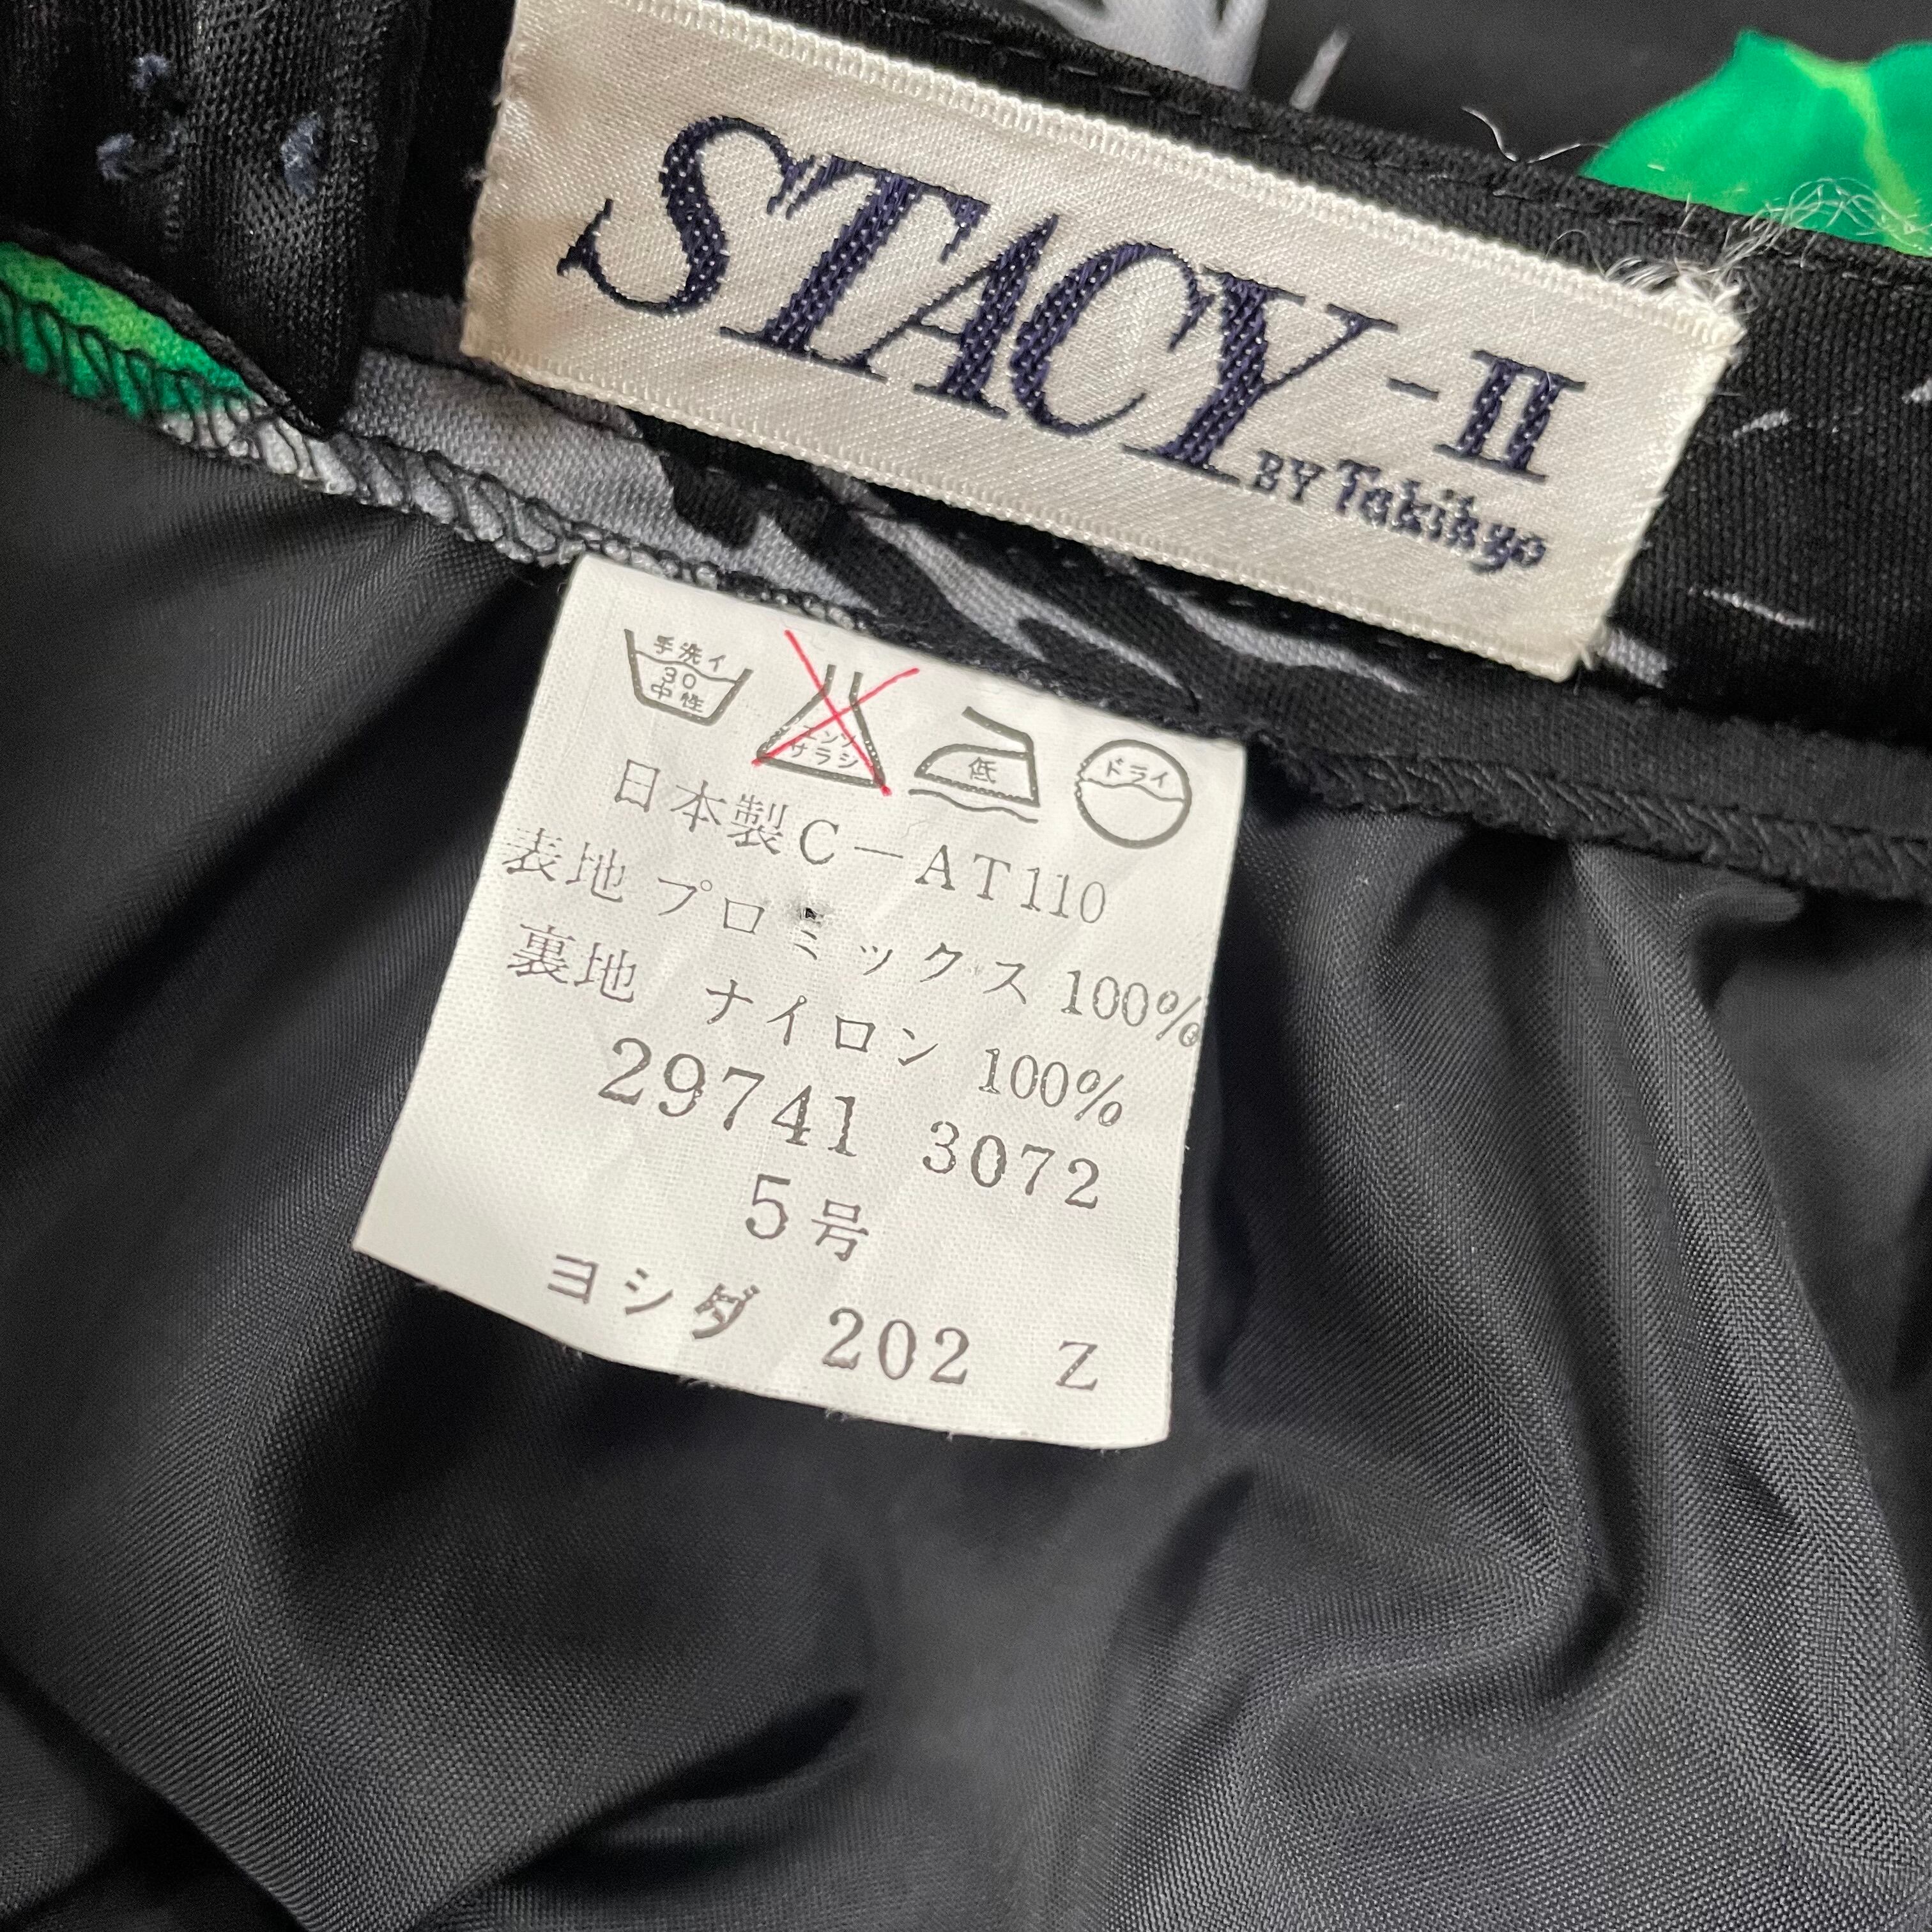 STACY-II
BY Takihyo
手洗イ
30
中性
エンソ
サラシ
低
ドライ
日本製C-AT110
表地 プロミックス 100%
裏地 ナイロン 100%
29741 3072
5号
ヨシダ 202 Z